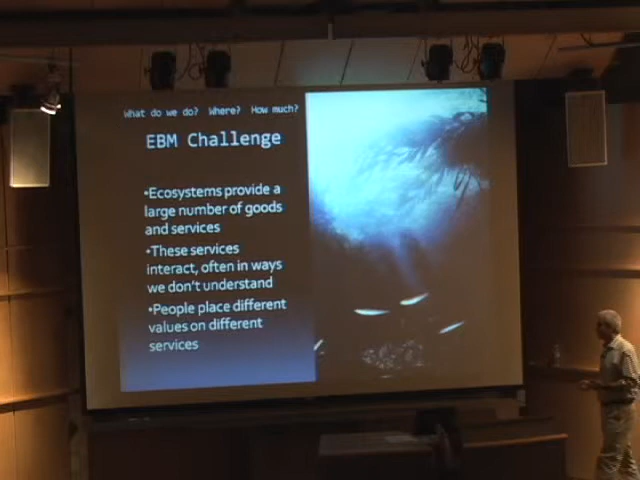 What do we do? Where? How much?
EBM Challenge
•Ecosystems provide a
large number of goods
and services
•These services
interact, often in ways
we don't understand
•People place different
values on different
services